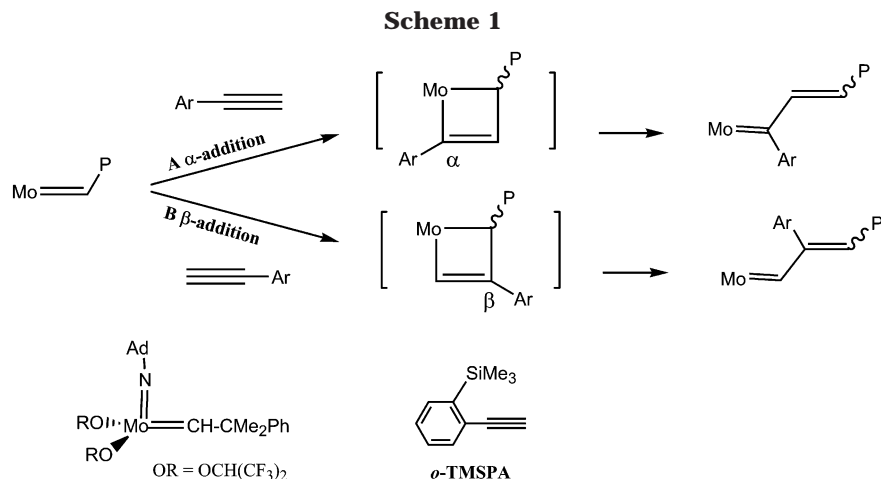 Scheme 1
Ar
A α-addition
Mo
P
Ar
α
Mo
Ar
P
Mo
P
B β-addition
Ar
Mo
P
β
Ar
Mo
Ar
P
Ad
N
RO
Mo
CH-CMe2Ph
RO
OR = OCH(CF3)2
SiMe3
o-TMSPA